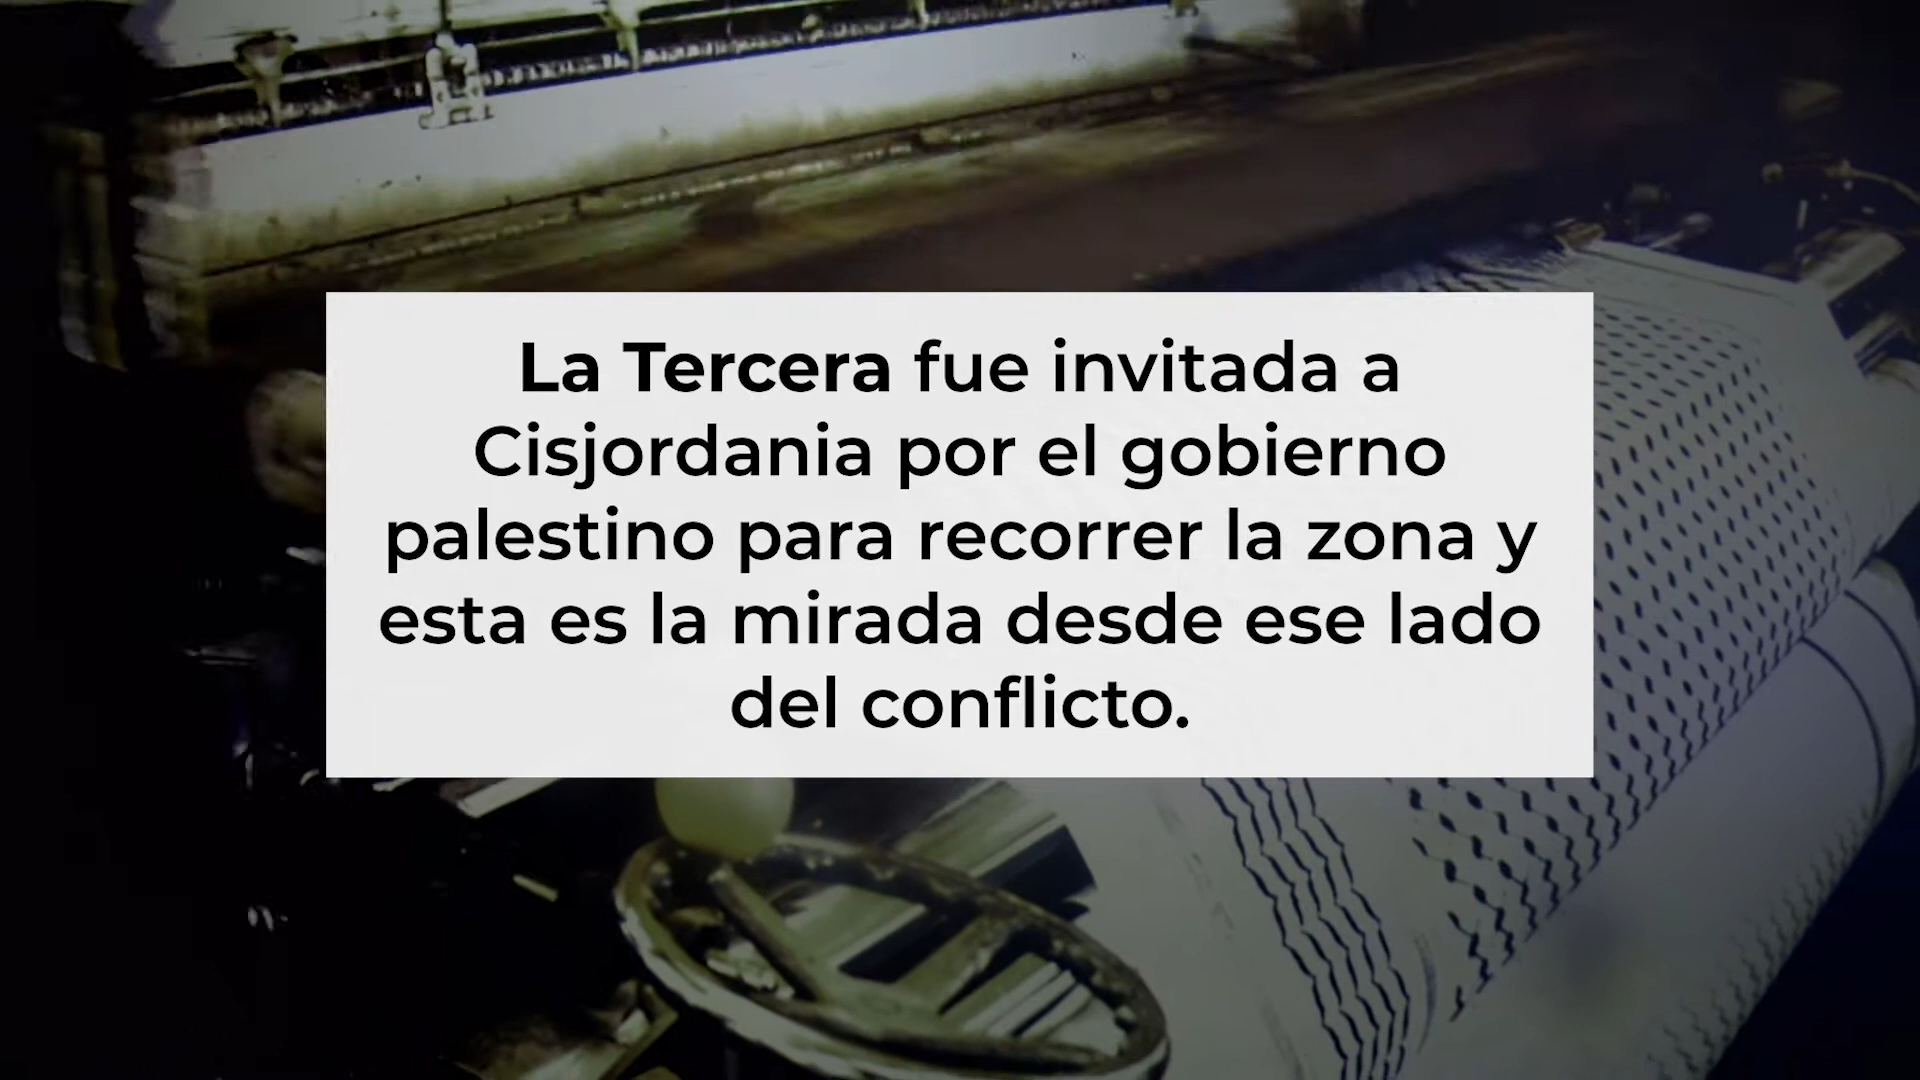 La Tercera fue invitada a
Cisjordania por el gobierno
palestino para recorrer la zona y
esta es la mirada desde ese lado
del conflicto.